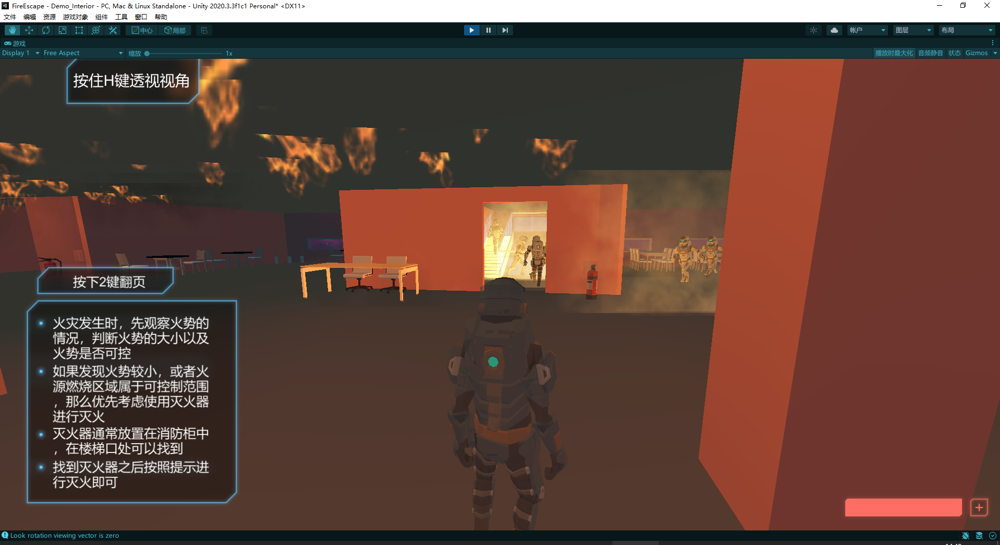 FireEscape - Demo_Interior - PC, Mac & Linux Standalone - Unity 2020.3.3f1c1 Personal* <DX11>
文件 编辑 资源 游戏对象 组件 工具 窗口 帮助
中心 局部 帐户 图层 布局
游戏
Display 1 Free Aspect 缩放 1x 播放时最大化 音频静音 状态 Gizmos
按住H键透视视角
按下2键翻页
火灾发生时，先观察火势的
情况，判断火势的大小以及
火势是否可控
如果发现火势较小，或者火
源燃烧区域属于可控制范围
，那么优先考虑使用灭火器
进行灭火
灭火器通常放置在消防柜中
，在楼梯口处可以找到
找到灭火器之后按照提示进
行灭火即可
Look rotation viewing vector is zero